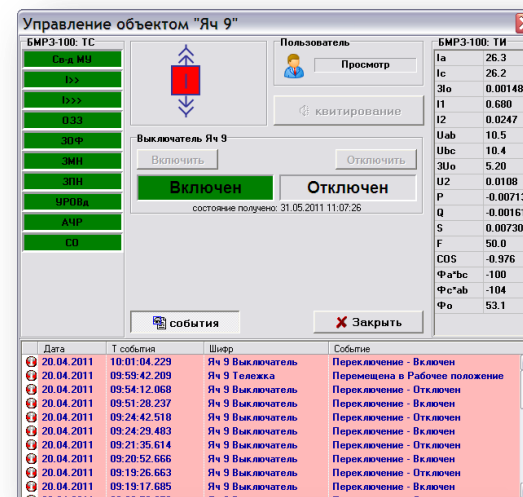 Управление объектом "Яч 9"
БМРЗ-100: ТС
Св-д МУ
I>>
I>>>
ОЗЗ
ЗОФ
ЗМН
ЗПН
УРОВд
АЧР
СО
Пользователь
Просмотр
квитирование
Выключатель Яч 9
Включить
Отключить
Включен
Отключен
состояние получено: 31.05.2011 11:07:26
события
Закрыть
БМРЗ-100: ТИ
Ia 26.3
Ic 26.2
3Io 0.00148
I1 0.680
I2 0.0247
Uab 10.5
Ubc 10.4
3Uo 5.20
U2 0.0108
P -0.00713
Q -0.00161
S 0.00730
F 50.0
COS -0.976
Фа*bc -100
Фc*ab -104
Фо 53.1
Дата Т события Шифр Событие
20.04.2011 10:01:04.229 Яч 9 Выключатель Переключение - Включен
20.04.2011 09:59:42.209 Яч 9 Тележка Перемещена в Рабочее положение
20.04.2011 09:54:12.068 Яч 9 Выключатель Переключение - Отключен
20.04.2011 09:51:28.237 Яч 9 Выключатель Переключение - Включен
20.04.2011 09:24:42.518 Яч 9 Выключатель Переключение - Отключен
20.04.2011 09:24:29.483 Яч 9 Выключатель Переключение - Включен
20.04.2011 09:21:35.614 Яч 9 Выключатель Переключение - Отключен
20.04.2011 09:20:52.666 Яч 9 Выключатель Переключение - Включен
20.04.2011 09:19:26.663 Яч 9 Выключатель Переключение - Отключен
20.04.2011 09:19:17.685 Яч 9 Выключатель Переключение - Включен